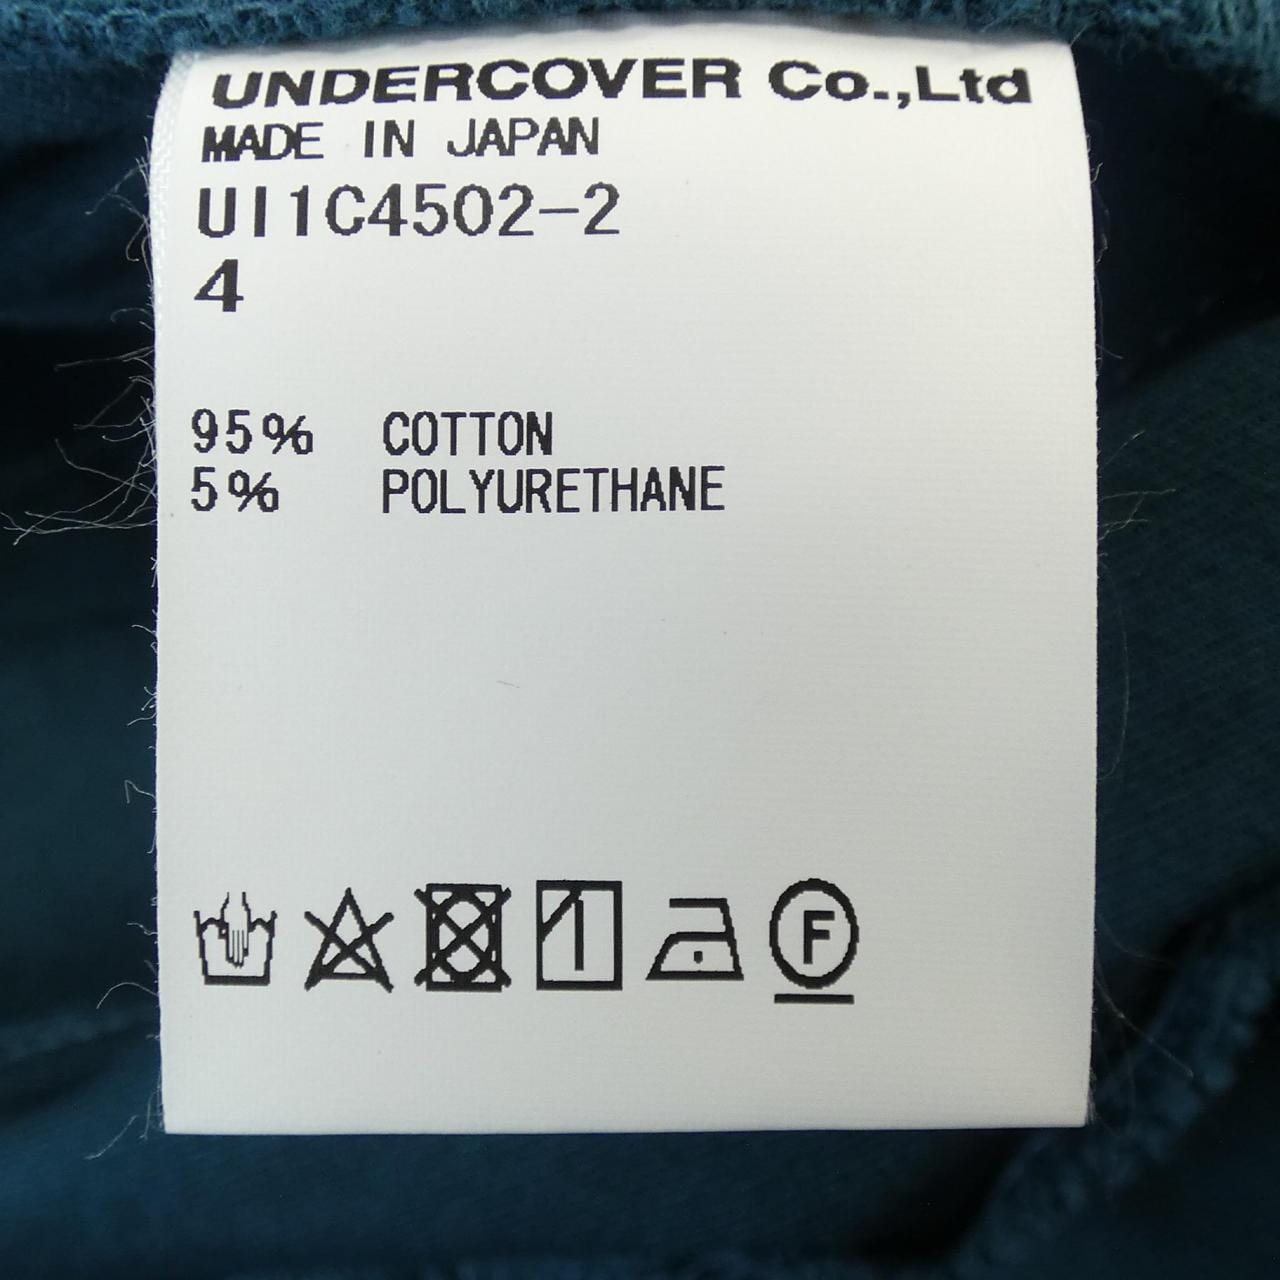 UNDERCOVER Co.,Ltd
MADE IN JAPAN
UI1C4502-2
4
95% COTTON
5% POLYURETHANE
F